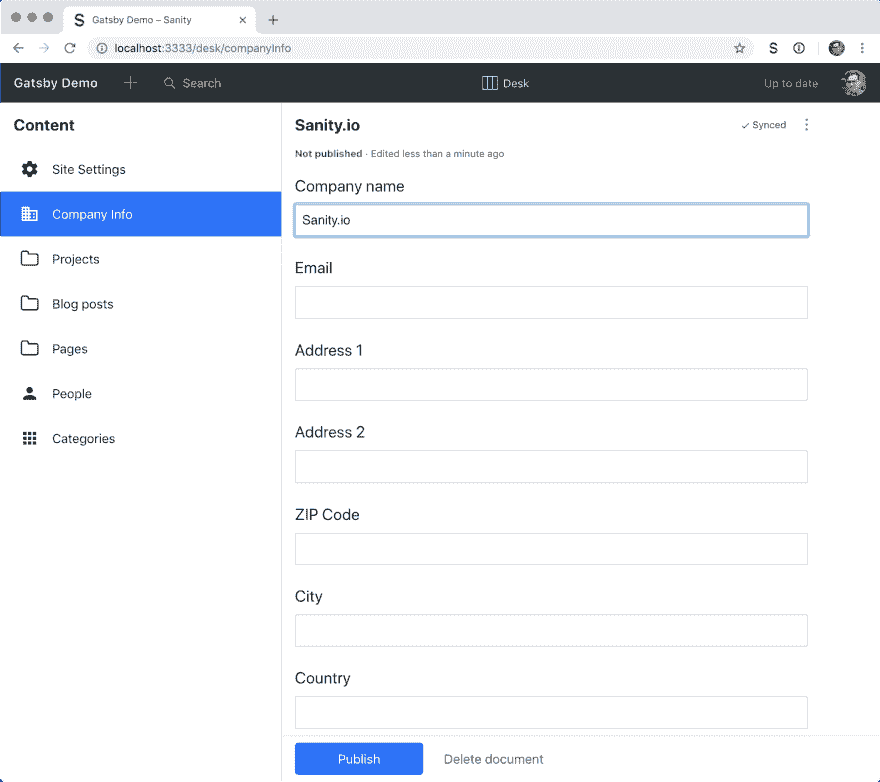 S Gatsby Demo – Sanity
localhost:3333/desk/companyInfo
S
Gatsby Demo
Search
Desk
Up to date
Content
Site Settings
Company Info
Projects
Blog posts
Pages
People
Categories
Sanity.io
Synced
Not published · Edited less than a minute ago
Company name
Sanity.io
Email
Address 1
Address 2
ZIP Code
City
Country
Publish
Delete document